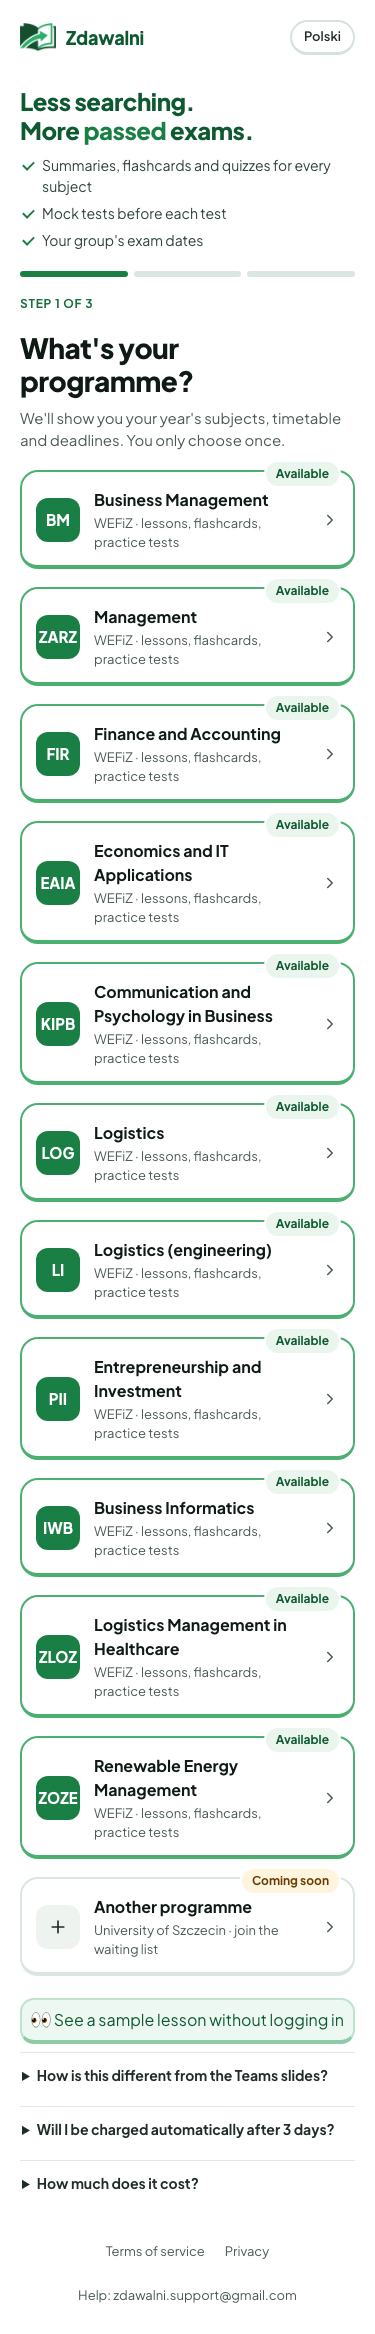 Zdawalni
Polski
Less searching.
More passed exams.
Summaries, flashcards and quizzes for every
subject
Mock tests before each test
Your group's exam dates
STEP 1 OF 3
What's your
programme?
We'll show you your year's subjects, timetable
and deadlines. You only choose once.
Available
BM
Business Management
WEFiZ · lessons, flashcards,
practice tests
Available
ZARZ
Management
WEFiZ · lessons, flashcards,
practice tests
Available
FIR
Finance and Accounting
WEFiZ · lessons, flashcards,
practice tests
Available
EAIA
Economics and IT
Applications
WEFiZ · lessons, flashcards,
practice tests
Available
KIPB
Communication and
Psychology in Business
WEFiZ · lessons, flashcards,
practice tests
Available
LOG
Logistics
WEFiZ · lessons, flashcards,
practice tests
Available
LI
Logistics (engineering)
WEFiZ · lessons, flashcards,
practice tests
Available
PII
Entrepreneurship and
Investment
WEFiZ · lessons, flashcards,
practice tests
Available
IWB
Business Informatics
WEFiZ · lessons, flashcards,
practice tests
Available
ZLOZ
Logistics Management in
Healthcare
WEFiZ · lessons, flashcards,
practice tests
Available
ZOZE
Renewable Energy
Management
WEFiZ · lessons, flashcards,
practice tests
Coming soon
Another programme
University of Szczecin · join the
waiting list
👀 See a sample lesson without logging in
How is this different from the Teams slides?
Will I be charged automatically after 3 days?
How much does it cost?
Terms of service Privacy
Help: zdawalni.support@gmail.com